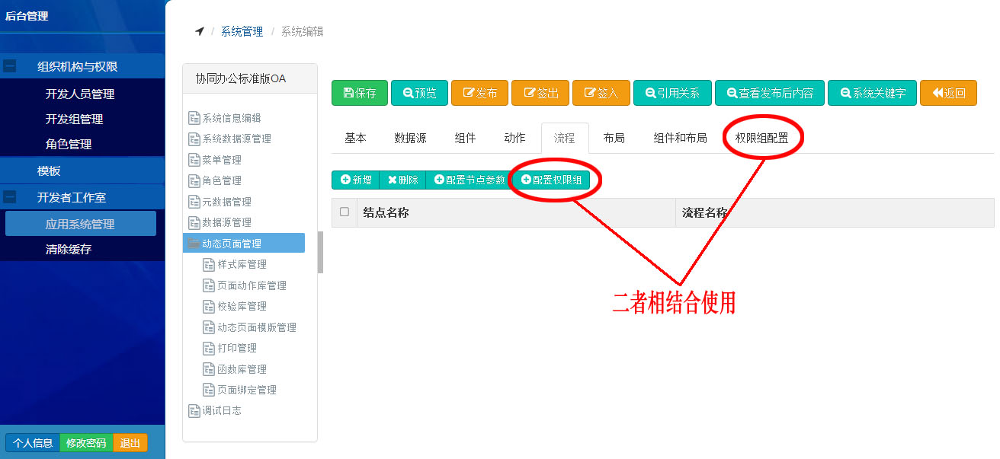 后台管理
组织机构与权限
开发人员管理
开发组管理
角色管理
模板
开发者工作室
应用系统管理
清除缓存
个人信息 修改密码 退出
/ 系统管理 / 系统编辑
协同办公标准版OA
系统信息编辑
系统数据源管理
菜单管理
角色管理
元数据管理
数据源管理
动态页面管理
样式库管理
页面动作库管理
校验库管理
动态页面模版管理
打印管理
函数库管理
页面绑定管理
调试日志
保存 预览 发布 签出 签入 引用关系 查看发布后内容 系统关键字 返回
基本 数据源 组件 动作 流程 布局 组件和布局 权限组配置
新增 删除 配置节点参数 配置权限组
结点名称 流程名称
二者相结合使用